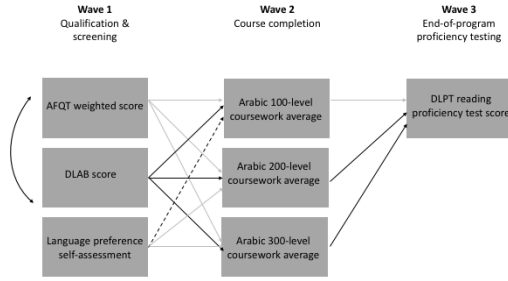 Wave 1
Qualification &
screening
Wave 2
Course completion
Wave 3
End-of-program
proficiency testing
AFQT weighted score
Arabic 100-level
coursework average
DLPT reading
proficiency test score
DLAB score
Arabic 200-level
coursework average
Language preference
self-assessment
Arabic 300-level
coursework average